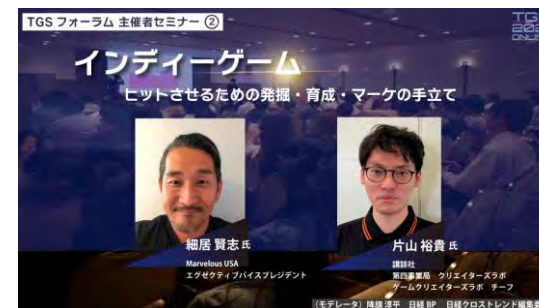 TGS フォーラム 主催者セミナー ②
TGS
ONLINE
インディーゲーム
ヒットさせるための発掘・育成・マーケの手立て
細居 賢志 氏
Marvelous USA
エグゼクティブバイスプレジデント
片山 裕貴 氏
講談社
第四事業局 クリエイターズラボ
ゲームクリエイターズラボ チーフ
(モデレータ) 降旗 淳平 日経 BP 日経クロストレンド編集